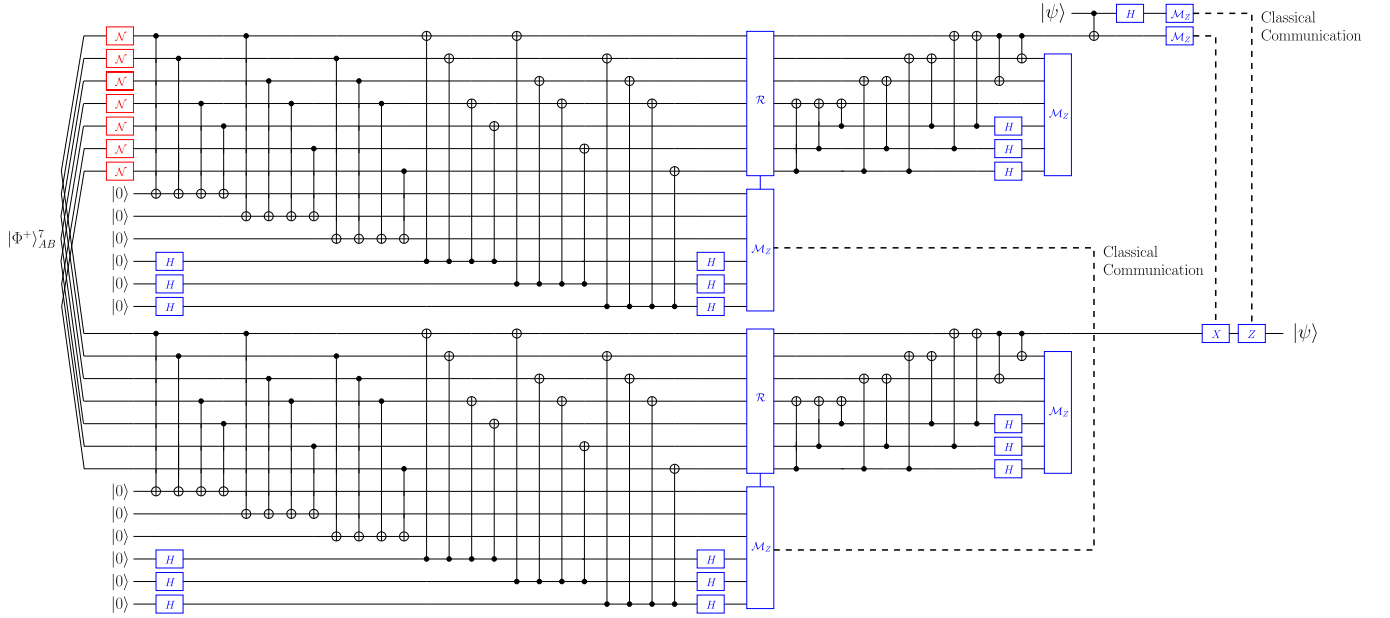 |ψ⟩ H M_Z Classical
Communication
N M_Z
N
N
N R M_Z
N H
N H
N H
|0⟩
|0⟩
|Φ⁺⟩⁷_AB |0⟩ M_Z Classical
Communication
|0⟩ H H
|0⟩ H H
|0⟩ H H
X Z |ψ⟩
R M_Z
H
H
H
|0⟩
|0⟩
|0⟩ M_Z
|0⟩ H H
|0⟩ H H
|0⟩ H H